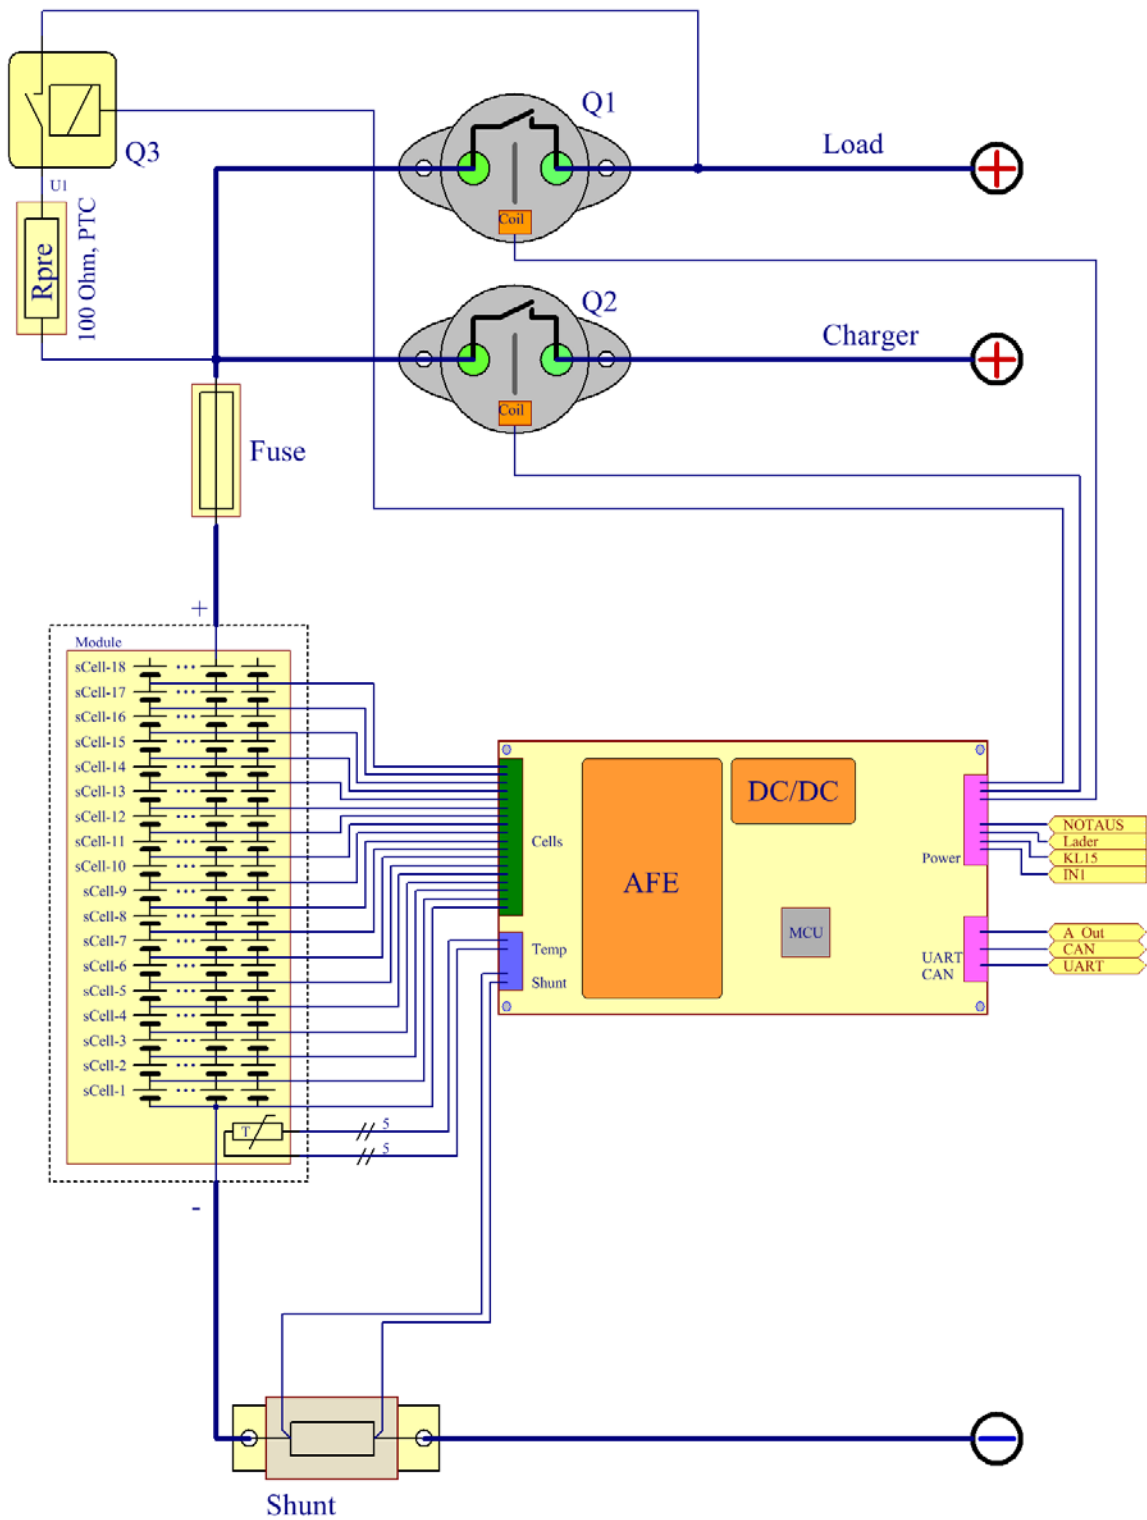 Q1
Load
Q3
U1
Coil
Rpre
100 Ohm, PTC
Q2
Charger
Coil
Fuse
+
Module
sCell-18
sCell-17
sCell-16
sCell-15
sCell-14
sCell-13
sCell-12
sCell-11
sCell-10
sCell-9
sCell-8
sCell-7
sCell-6
sCell-5
sCell-4
sCell-3
sCell-2
sCell-1
T
5
5
-
Cells
Temp
Shunt
AFE
DC/DC
MCU
Power
UART
CAN
NOTAUS
Lader
KL15
IN1
A_Out
CAN
UART
Shunt